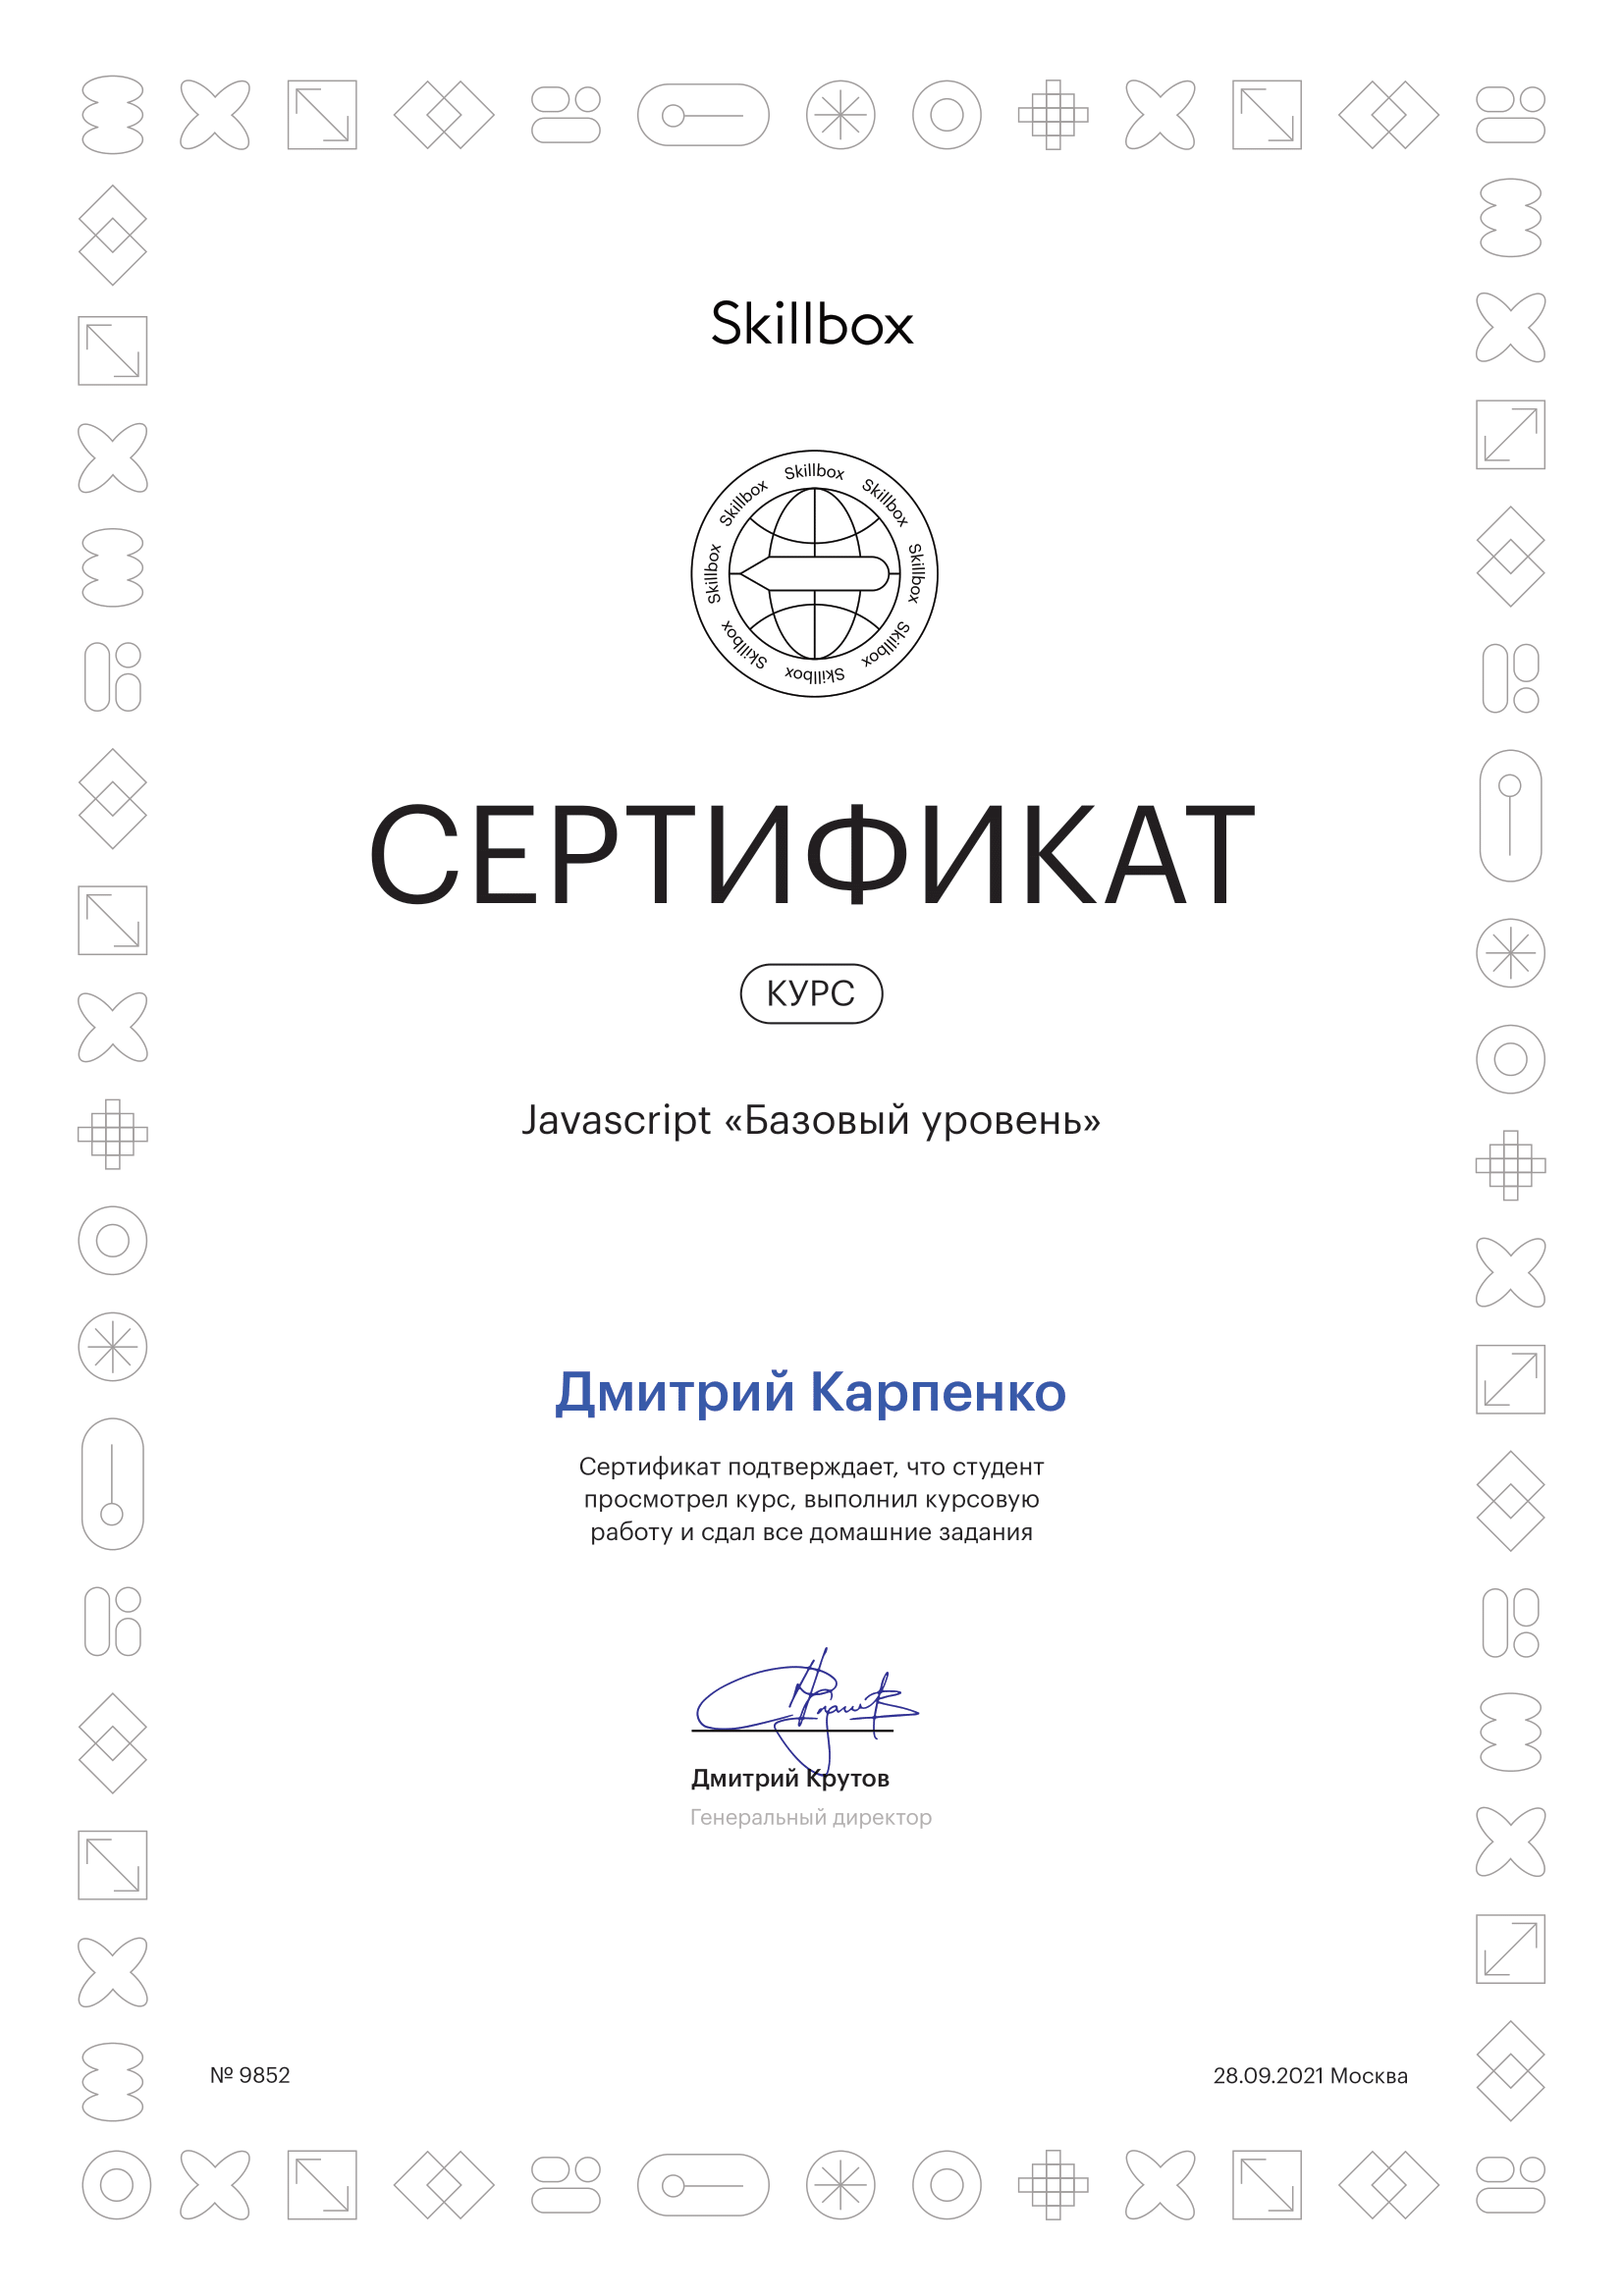 Skillbox
Skillbox
Skillbox
Skillbox
Skillbox
Skillbox
Skillbox
Skillbox
Skillbox
СЕРТИФИКАТ
КУРС
Javascript «Базовый уровень»
Дмитрий Карпенко
Сертификат подтверждает, что студент
просмотрел курс, выполнил курсовую
работу и сдал все домашние задания
Дмитрий Крутов
Генеральный директор
№ 9852
28.09.2021 Москва